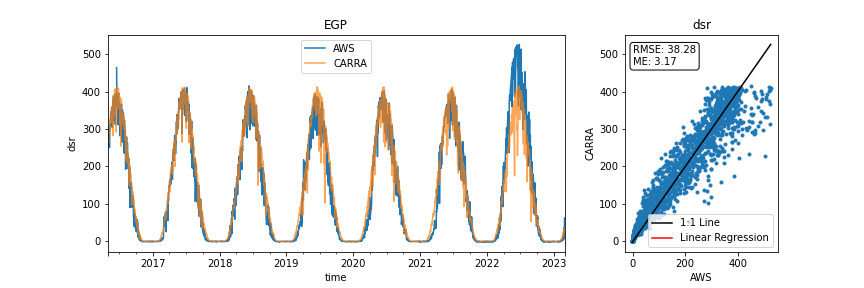 EGP
dsr
AWS
CARRA
500
400
300
200
100
0
dsr
2017
2018
2019
2020
2021
2022
2023
time
RMSE: 38.28
ME: 3.17
500
400
300
200
100
0
CARRA
1:1 Line
Linear Regression
0
200
400
AWS